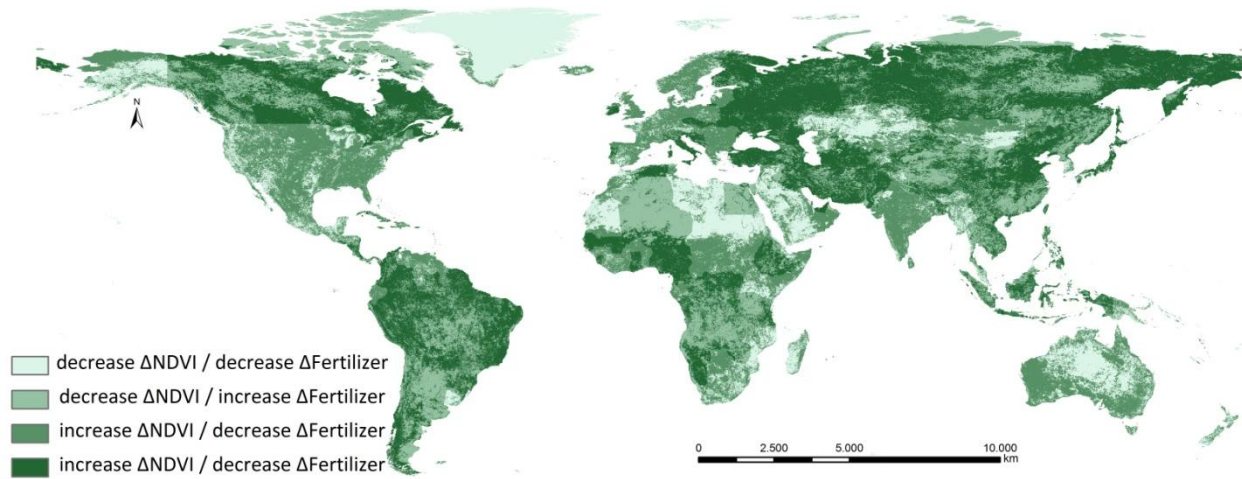 N
decrease ΔNDVI / decrease ΔFertilizer
decrease ΔNDVI / increase ΔFertilizer
increase ΔNDVI / decrease ΔFertilizer
increase ΔNDVI / decrease ΔFertilizer
0 2.500 5.000 10.000
km